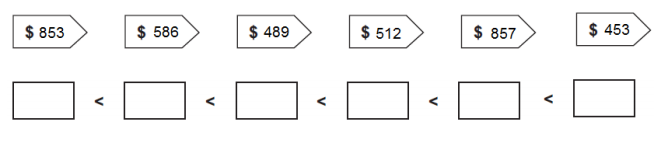 $ 853 $ 586 $ 489 $ 512 $ 857 $ 453
< < < < <